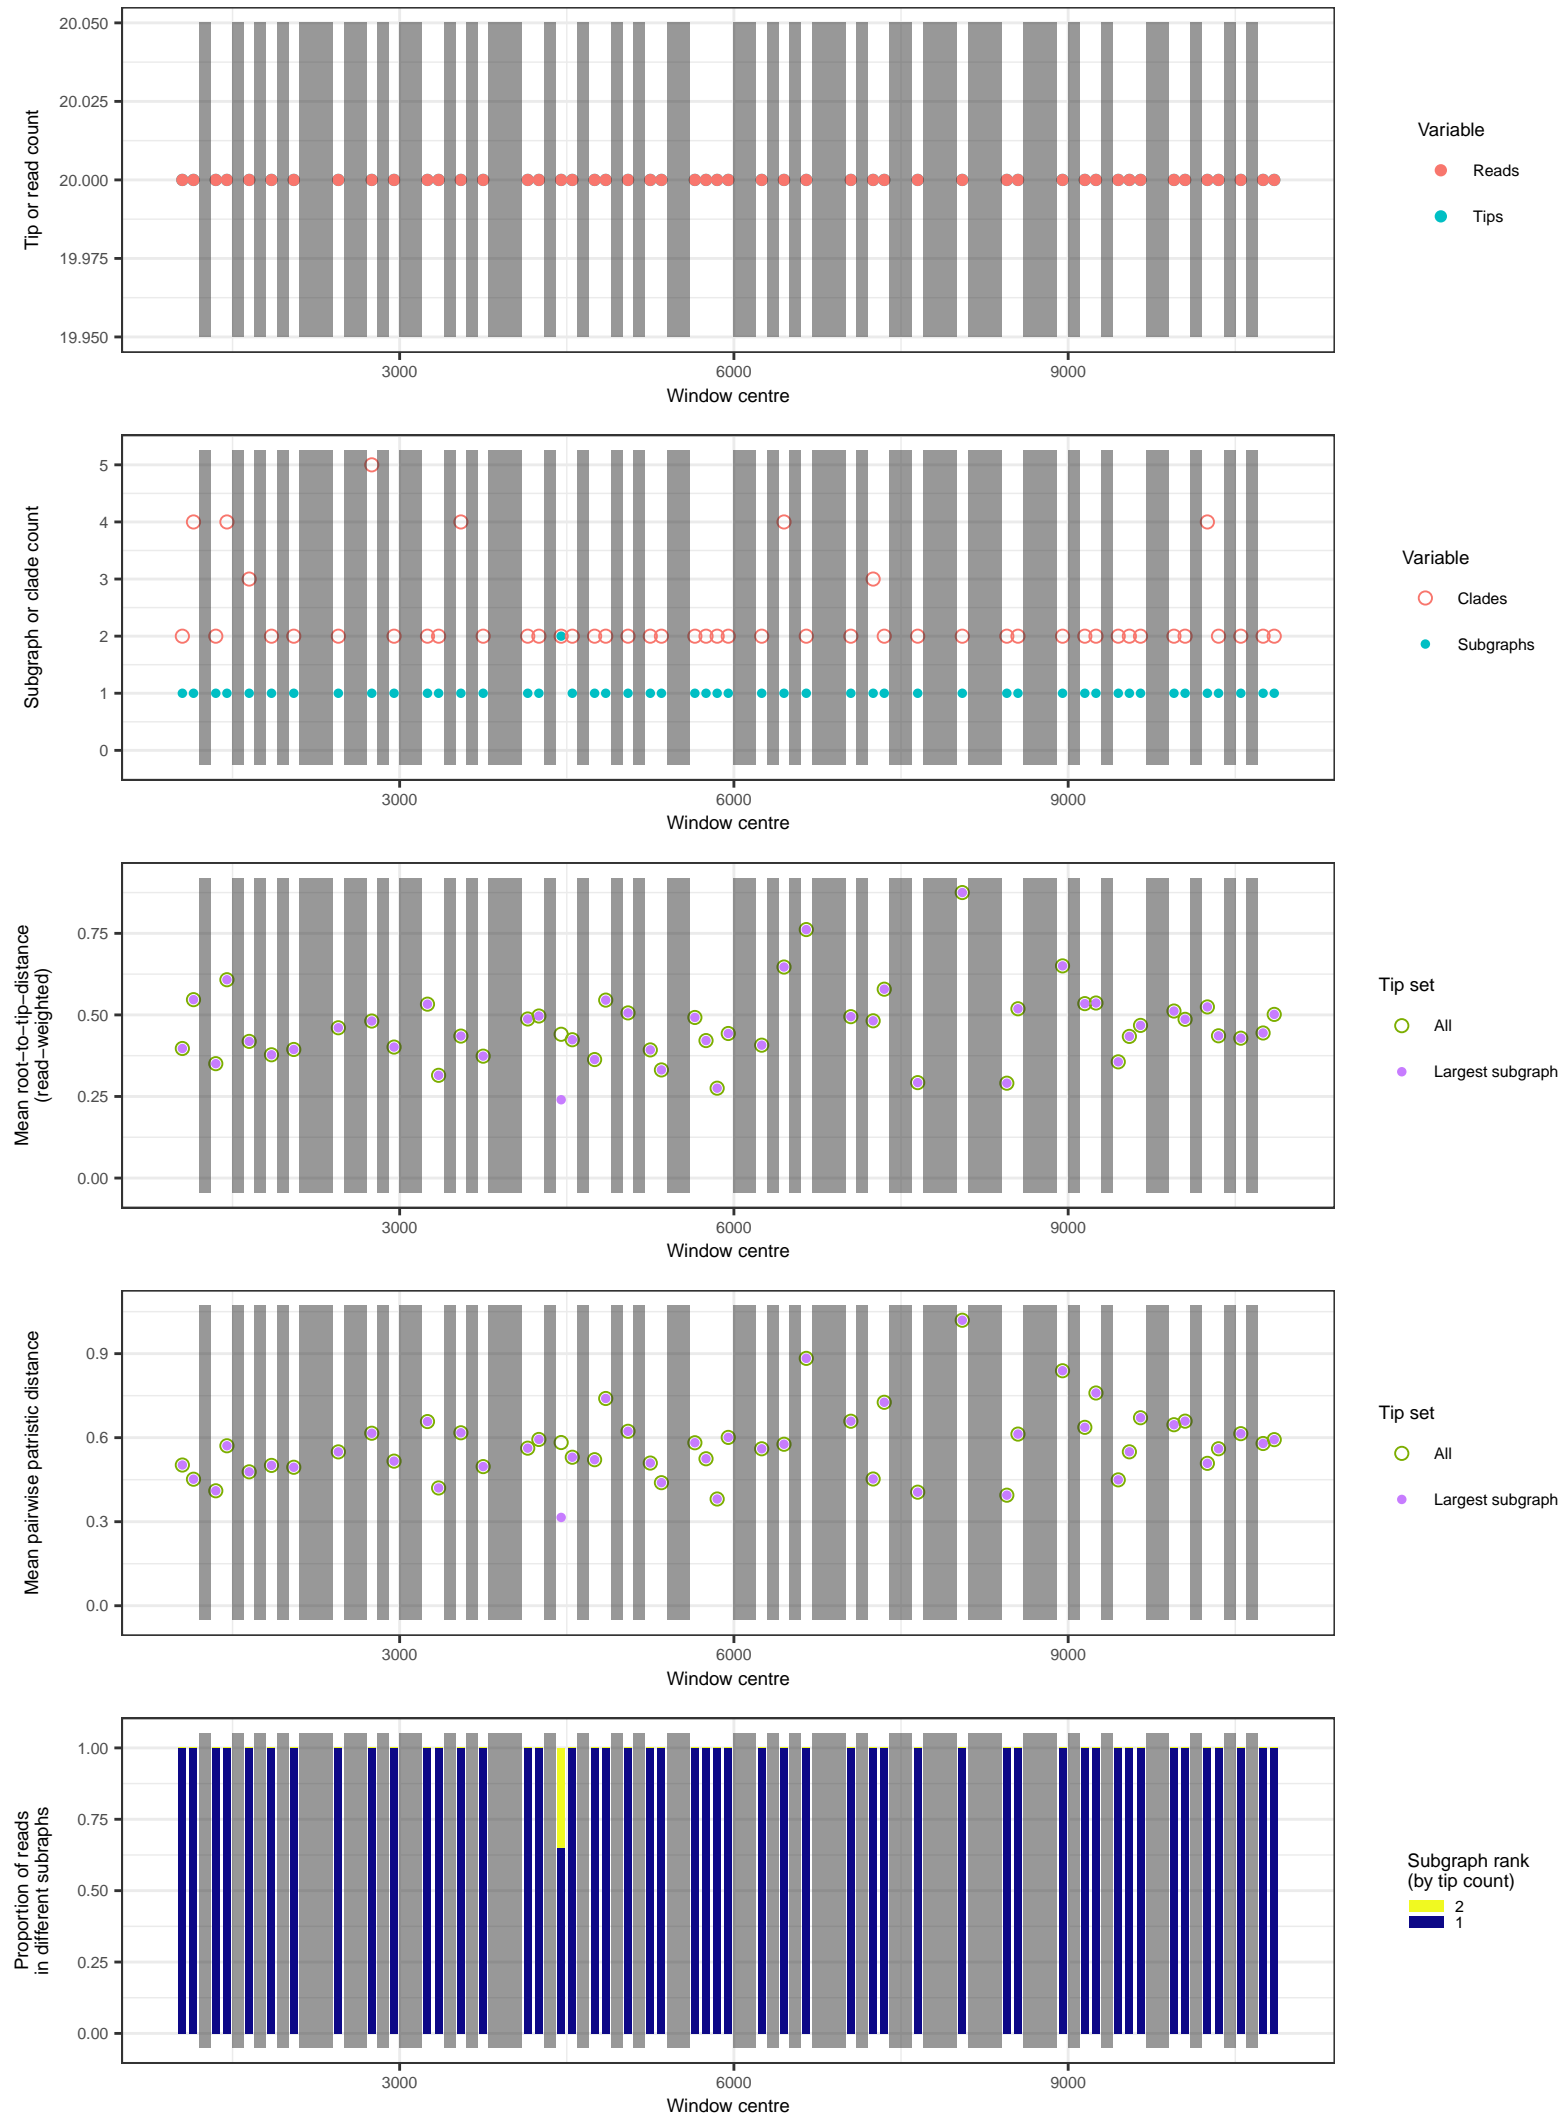 20.050
20.025
20.000
19.975
19.950
Tip or read count
3000 6000 9000
Window centre
Variable
Reads
Tips
5
4
3
2
1
0
Subgraph or clade count
3000 6000 9000
Window centre
Variable
Clades
Subgraphs
0.75
0.50
0.25
0.00
Mean root−to−tip−distance
(read−weighted)
3000 6000 9000
Window centre
Tip set
All
Largest subgraph
0.9
0.6
0.3
0.0
Mean pairwise patristic distance
3000 6000 9000
Window centre
Tip set
All
Largest subgraph
1.00
0.75
0.50
0.25
0.00
Proportion of reads
in different subraphs
3000 6000 9000
Window centre
Subgraph rank
(by tip count)
2
1